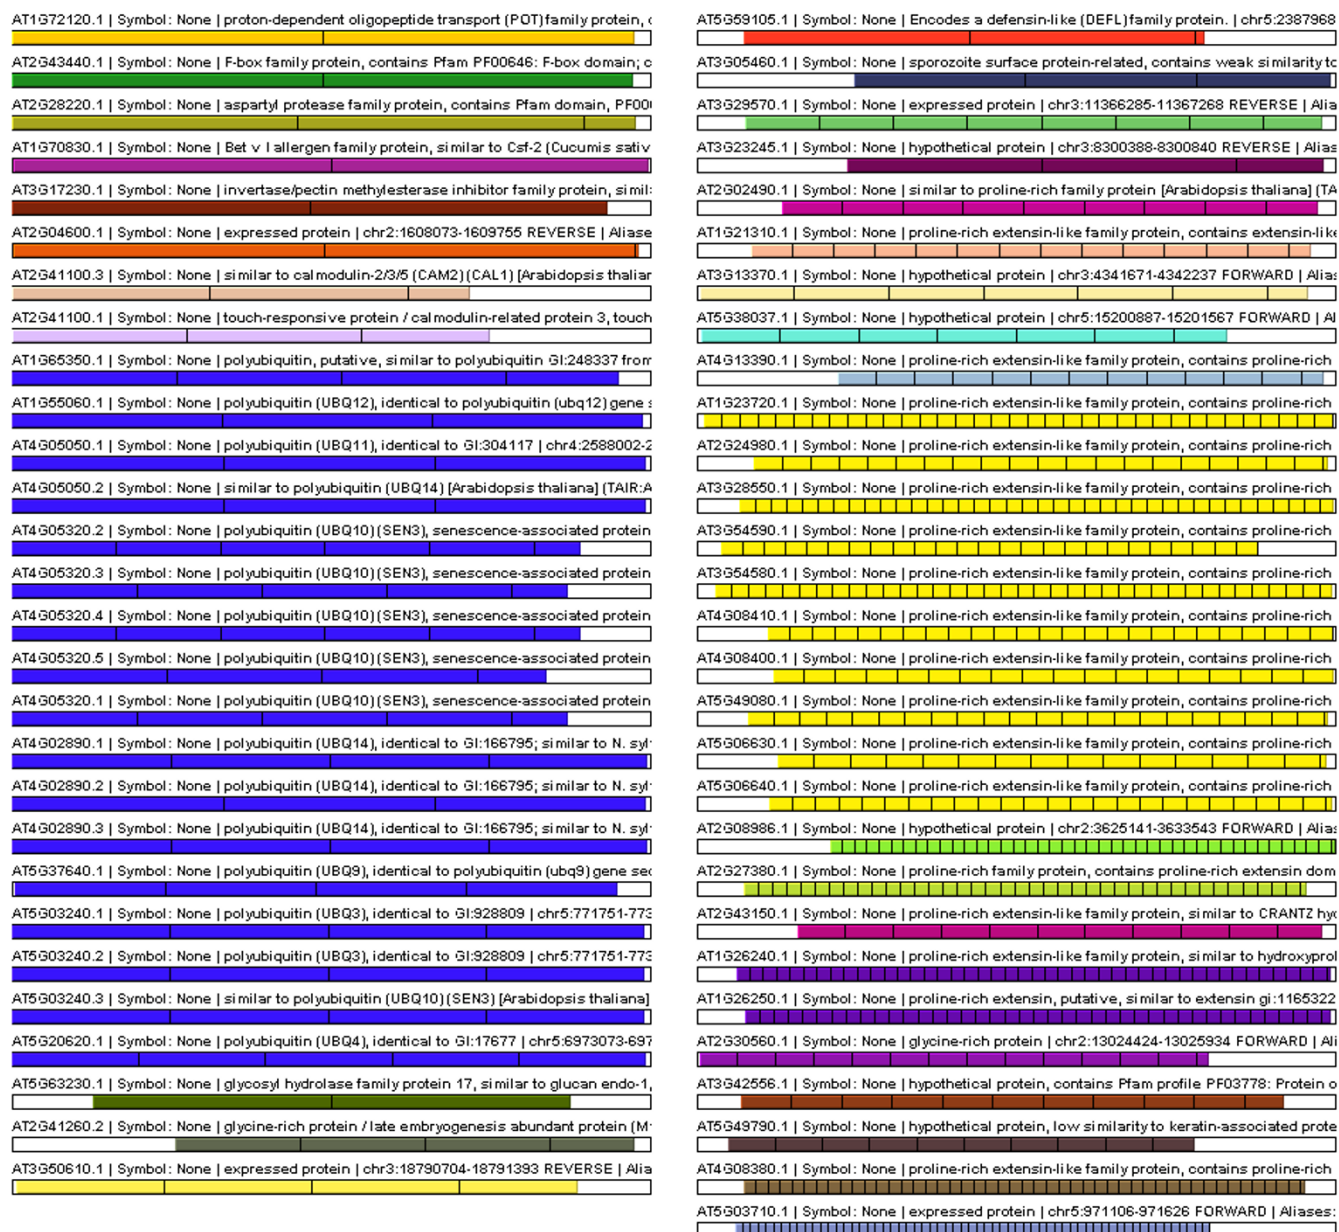 AT1G72120.1 | Symbol: None | proton-dependent oligopeptide transport (POT) family protein,
AT2G43440.1 | Symbol: None | F-box family protein, contains Pfam PF00646: F-box domain; c
AT2G28220.1 | Symbol: None | aspartyl protease family protein, contains Pfam domain, PF00
AT1G70830.1 | Symbol: None | Bet v I allergen family protein, similar to Csf-2 (Cucumis sativ
AT3G17230.1 | Symbol: None | invertase/pectin methylesterase inhibitor family protein, simil
AT2G04600.1 | Symbol: None | expressed protein | chr2:1608073-1609755 REVERSE | Aliase
AT2G41100.3 | Symbol: None | similar to calmodulin-2/3/5 (CAM2) (CAL1) [Arabidopsis thalian
AT2G41100.1 | Symbol: None | touch-responsive protein / calmodulin-related protein 3, touch
AT1G65350.1 | Symbol: None | polyubiquitin, putative, similar to polyubiquitin GI:248337 from
AT1G55060.1 | Symbol: None | polyubiquitin (UBQ12), identical to polyubiquitin (ubq12) gene s
AT4G05050.1 | Symbol: None | polyubiquitin (UBQ11), identical to GI:304117 | chr4:2588002-2
AT4G05050.2 | Symbol: None | similar to polyubiquitin (UBQ14) [Arabidopsis thaliana] (TAIR:A
AT4G05320.2 | Symbol: None | polyubiquitin (UBQ10) (SEN3), senescence-associated protein
AT4G05320.3 | Symbol: None | polyubiquitin (UBQ10) (SEN3), senescence-associated protein
AT4G05320.4 | Symbol: None | polyubiquitin (UBQ10) (SEN3), senescence-associated protein
AT4G05320.5 | Symbol: None | polyubiquitin (UBQ10) (SEN3), senescence-associated protein
AT4G05320.1 | Symbol: None | polyubiquitin (UBQ10) (SEN3), senescence-associated protein
AT4G02890.1 | Symbol: None | polyubiquitin (UBQ14), identical to GI:166795; similar to N. syl
AT4G02890.2 | Symbol: None | polyubiquitin (UBQ14), identical to GI:166795; similar to N. syl
AT4G02890.3 | Symbol: None | polyubiquitin (UBQ14), identical to GI:166795; similar to N. syl
AT5G37640.1 | Symbol: None | polyubiquitin (UBQ9), identical to polyubiquitin (ubq9) gene sec
AT5G03240.1 | Symbol: None | polyubiquitin (UBQ3), identical to GI:928809 | chr5:771751-773
AT5G03240.2 | Symbol: None | polyubiquitin (UBQ3), identical to GI:928809 | chr5:771751-773
AT5G03240.3 | Symbol: None | similar to polyubiquitin (UBQ10) (SEN3) [Arabidopsis thaliana]
AT5G20620.1 | Symbol: None | polyubiquitin (UBQ4), identical to GI:17677 | chr5:6973073-697
AT5G63230.1 | Symbol: None | glycosyl hydrolase family protein 17, similar to glucan endo-1,
AT2G41260.2 | Symbol: None | glycine-rich protein / late embryogenesis abundant protein (M
AT3G50610.1 | Symbol: None | expressed protein | chr3:18790704-18791393 REVERSE | Alia
AT5G59105.1 | Symbol: None | Encodes a defensin-like (DEFL) family protein. | chr5:2387968
AT3G05460.1 | Symbol: None | sporozoite surface protein-related, contains weak similarity to
AT3G29570.1 | Symbol: None | expressed protein | chr3:11366285-11367268 REVERSE | Alia
AT3G23245.1 | Symbol: None | hypothetical protein | chr3:8300388-8300840 REVERSE | Alias
AT2G02490.1 | Symbol: None | similar to proline-rich family protein [Arabidopsis thaliana] (TA
AT1G21310.1 | Symbol: None | proline-rich extensin-like family protein, contains extensin-like
AT3G13370.1 | Symbol: None | hypothetical protein | chr3:4341671-4342237 FORWARD | Alias
AT5G38037.1 | Symbol: None | hypothetical protein | chr5:15200887-15201567 FORWARD | Al
AT4G13390.1 | Symbol: None | proline-rich extensin-like family protein, contains proline-rich
AT1G23720.1 | Symbol: None | proline-rich extensin-like family protein, contains proline-rich
AT2G24980.1 | Symbol: None | proline-rich extensin-like family protein, contains proline-rich
AT3G28550.1 | Symbol: None | proline-rich extensin-like family protein, contains proline-rich
AT3G54590.1 | Symbol: None | proline-rich extensin-like family protein, contains proline-rich
AT3G54580.1 | Symbol: None | proline-rich extensin-like family protein, contains proline-rich
AT4G08410.1 | Symbol: None | proline-rich extensin-like family protein, contains proline-rich
AT4G08400.1 | Symbol: None | proline-rich extensin-like family protein, contains proline-rich
AT5G49080.1 | Symbol: None | proline-rich extensin-like family protein, contains proline-rich
AT5G06630.1 | Symbol: None | proline-rich extensin-like family protein, contains proline-rich
AT5G06640.1 | Symbol: None | proline-rich extensin-like family protein, contains proline-rich
AT2G08986.1 | Symbol: None | hypothetical protein | chr2:3625141-3633543 FORWARD | Alias
AT2G27380.1 | Symbol: None | proline-rich family protein, contains proline-rich extensin dom
AT2G43150.1 | Symbol: None | proline-rich extensin-like family protein, similar to CRANTZ hy
AT1G26240.1 | Symbol: None | proline-rich extensin-like family protein, similar to hydroxyprol
AT1G26250.1 | Symbol: None | proline-rich extensin, putative, similar to extensin gi:1165322
AT2G30560.1 | Symbol: None | glycine-rich protein | chr2:13024424-13025934 FORWARD | Ali
AT3G42556.1 | Symbol: None | hypothetical protein, contains Pfam profile PF03778: Protein o
AT5G49790.1 | Symbol: None | hypothetical protein, low similarity to keratin-associated prote
AT4G08380.1 | Symbol: None | proline-rich extensin-like family protein, contains proline-rich
AT5G03710.1 | Symbol: None | expressed protein | chr5:971106-971626 FORWARD | Aliases: